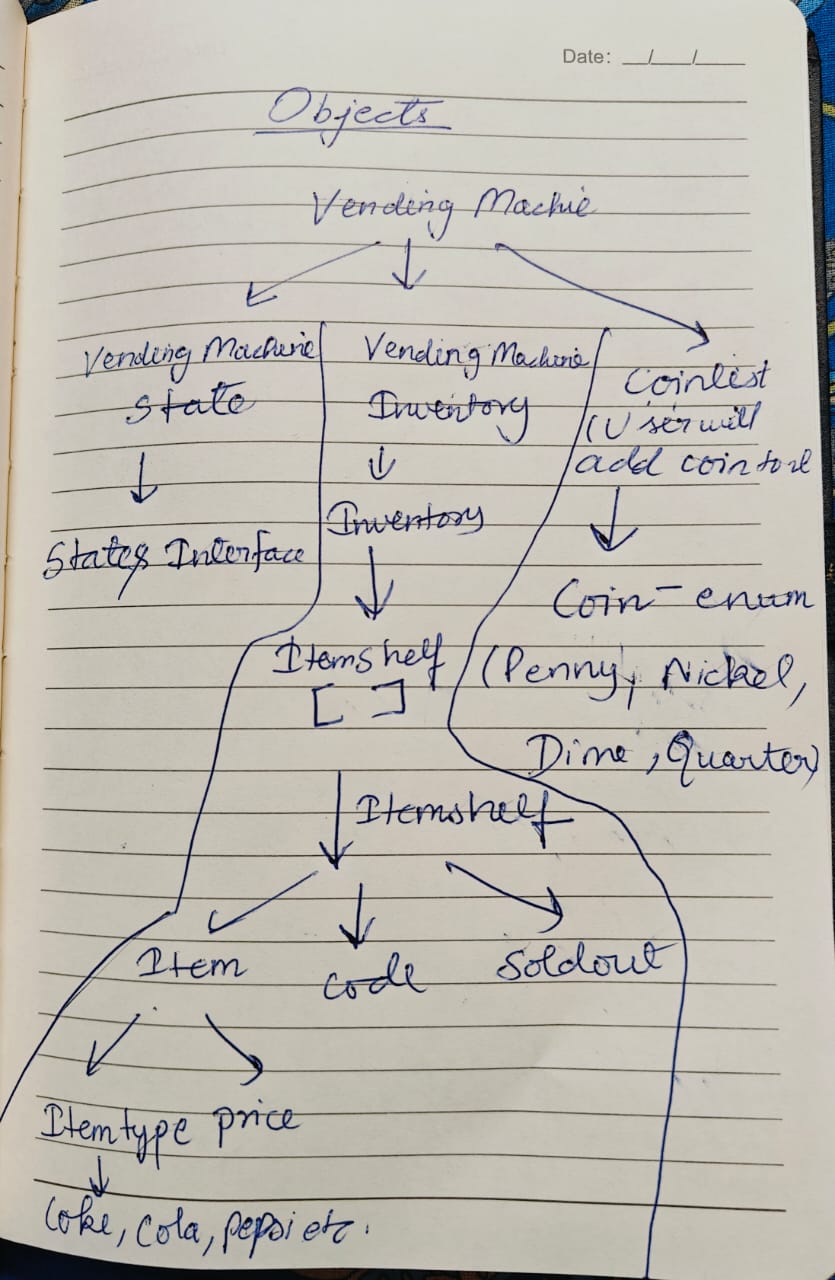 Date: __/__/__
Objects
Vending Machie
Vending Machine
State
States Interface
Vending Machine
Inventory
Inventory
Itemshelf
[ ]
Itemshelf
Item
Code
Soldout
Itemtype
price
Coke, Cola, pepsi etc.
Coinlist
(User will
add coin to it
Coin - enum
(Penny, Nickel,
Dime, Quarter)